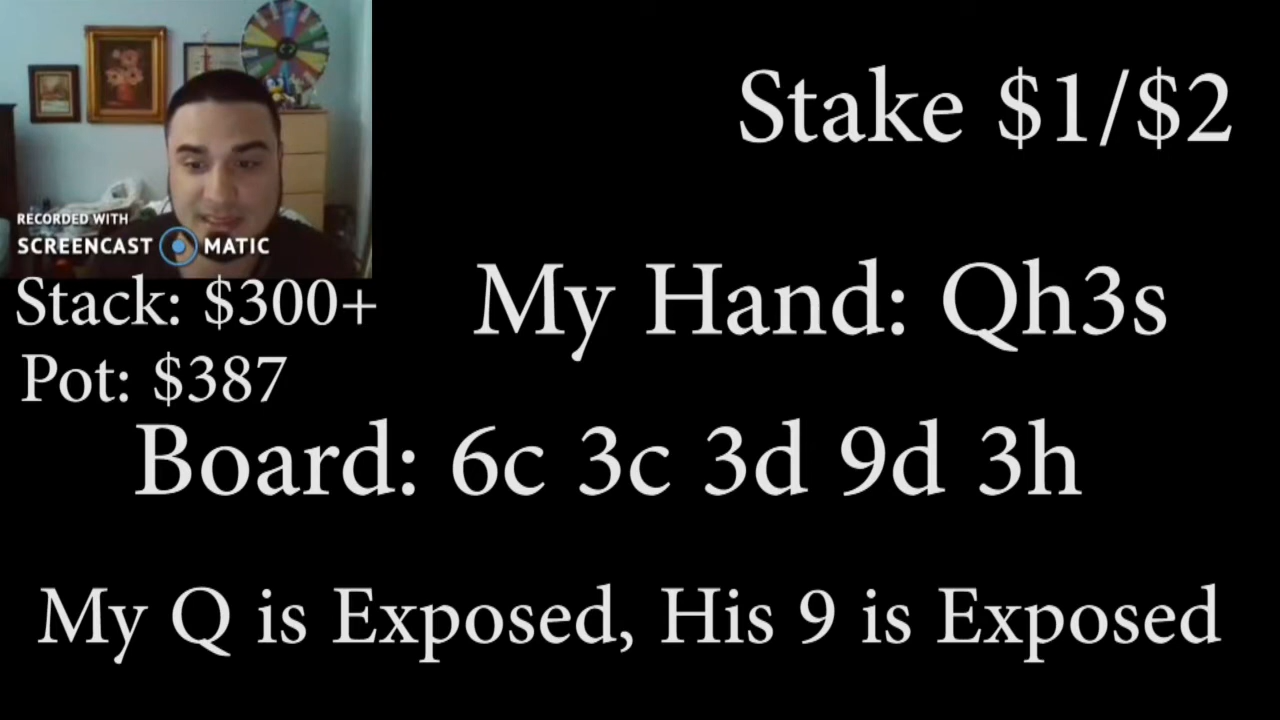 Stake $1/$2
RECORDED WITH
SCREENCAST MATIC
Stack: $300+
My Hand: Qh3s
Pot: $387
Board: 6c 3c 3d 9d 3h
My Q is Exposed, His 9 is Exposed